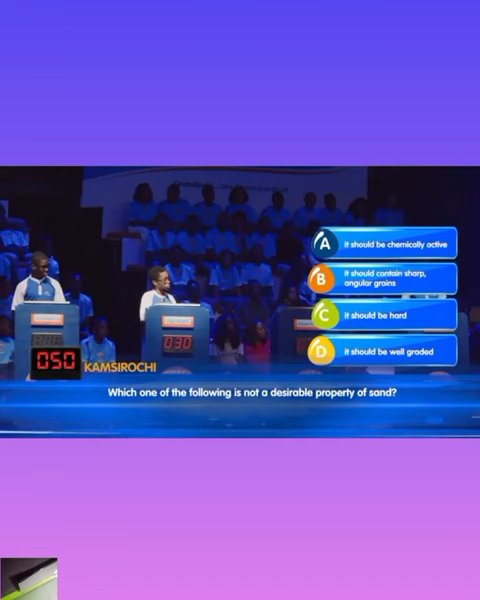 A it should be chemically active
B it should contain sharp,
angular grains
C it should be hard
D it should be well graded
030
050 KAMSIROCHI
Which one of the following is not a desirable property of sand?